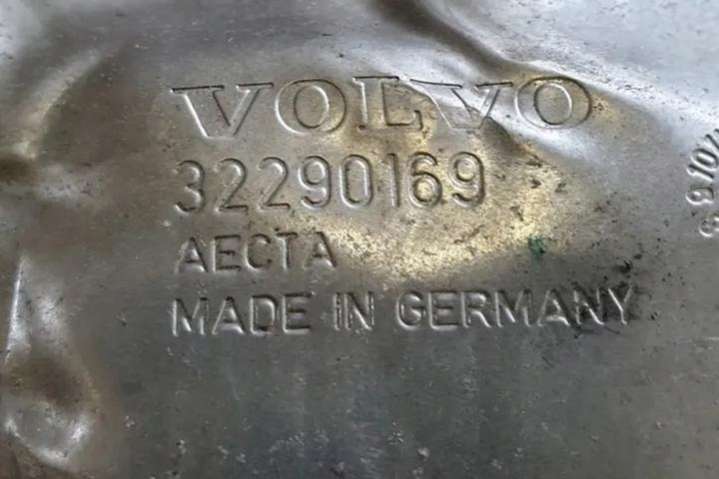 VOLVO
32290169
AECTA
MADE IN GERMANY